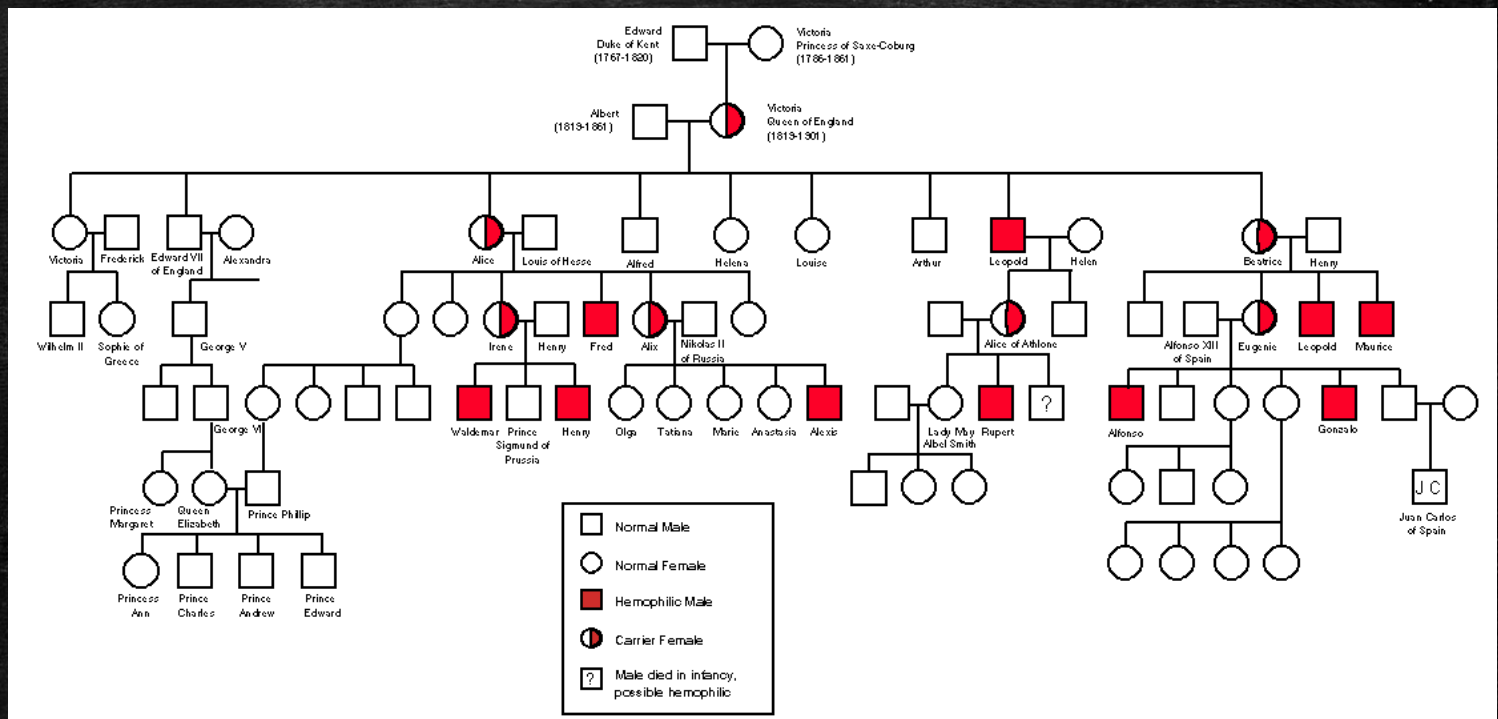 Edward
Duke of Kent
(1767-1820)
Victoria
Princess of Saxe-Coburg
(1786-1861)
Albert
(1819-1861)
Victoria
Queen of England
(1819-1901)
Victoria
Frederick
Edward VII
of England
Alexandra
Alice
Louis of Hesse
Alfred
Helena
Louise
Arthur
Leopold
Helen
Beatrice
Henry
Wilhelm II
Sophie of
Greece
George V
Irene
Henry
Fred
Alix
Nikolas II
of Russia
Alice of Athlone
Alfonso XIII
of Spain
Eugenie
Leopold
Maurice
George VI
Waldemar
Prince
Sigmund of
Prussia
Henry
Olga
Tatiana
Marie
Anastasia
Alexis
Lady May
Albel Smith
Rupert
?
Alfonso
Gonzalo
Princess
Margaret
Queen
Elizabeth
Prince Phillip
J C
Juan Carlos
of Spain
Princess
Ann
Prince
Charles
Prince
Andrew
Prince
Edward
Normal Male
Normal Female
Hemophilic Male
Carrier Female
? Male died in infancy,
possible hemophilic